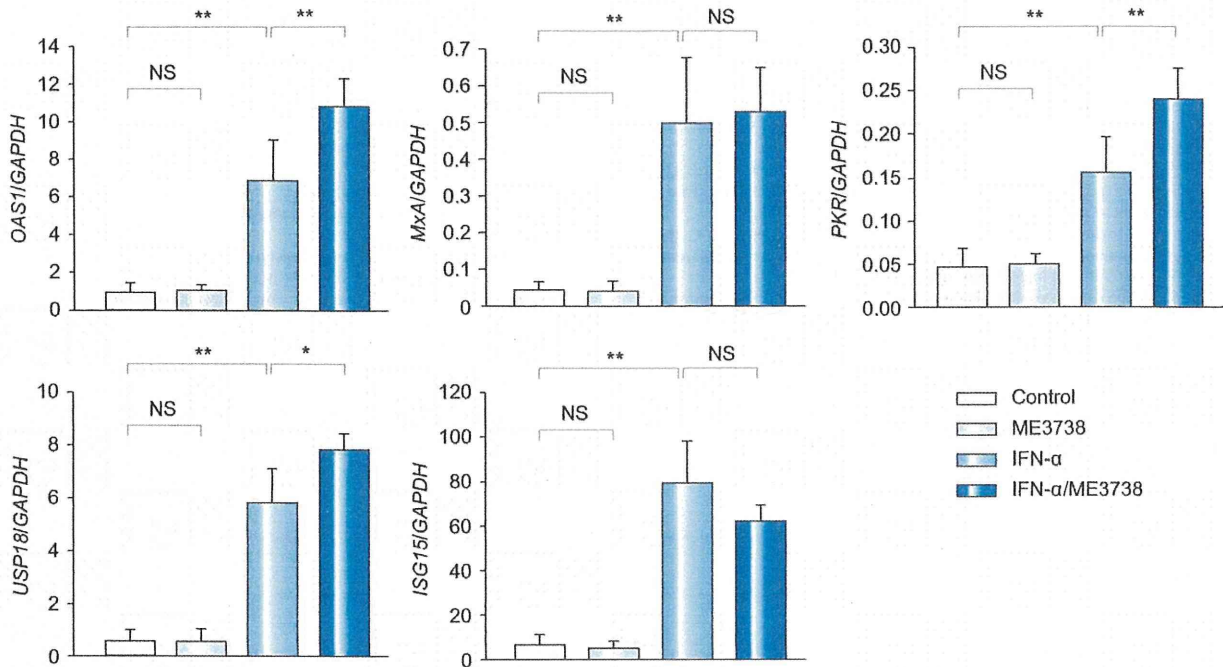 ** **
NS
14
12
10
8
6
4
2
0
OAS1/GAPDH
** NS
NS
0.7
0.6
0.5
0.4
0.3
0.2
0.1
0
MxA/GAPDH
** **
NS
0.30
0.25
0.20
0.15
0.10
0.05
0.00
PKR/GAPDH
** *
NS
10
8
6
4
2
0
USP18/GAPDH
** NS
NS
120
100
80
60
40
20
0
ISG15/GAPDH
Control
ME3738
IFN-α
IFN-α/ME3738